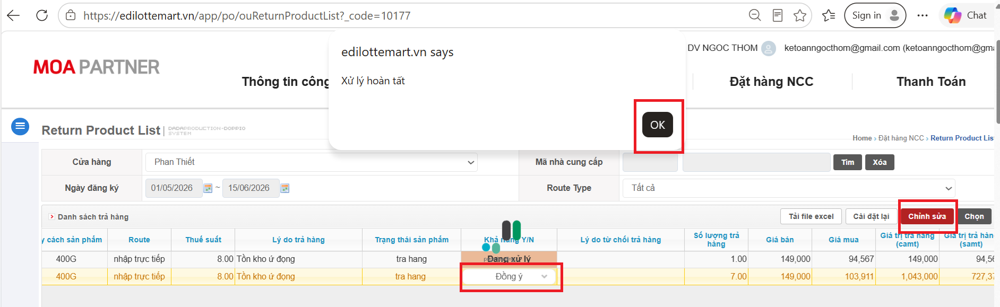 https://edilottemart.vn/app/po/ouReturnProductList?_code=10177
Sign in
Chat
MOA PARTNER
edilottemart.vn says
Xử lý hoàn tất
OK
DV NGOC THOM
ketoanngocthom@gmail.com (ketoanngocthom@gma
Thông tin công
Đặt hàng NCC
Thanh Toán
Return Product List
DADAPRODUCTION-DOPPIO
SYSTEM
Home › Đặt hàng NCC › Return Product Lis
Cửa hàng
Phan Thiết
Mã nhà cung cấp
Tìm
Xóa
Ngày đăng ký
01/05/2026 ~ 15/06/2026
Route Type
Tất cả
Danh sách trả hàng
Tải file excel
Cài đặt lại
Chỉnh sửa
Chọn
y cách sản phẩm
Route
Thuế suất
Lý do trả hàng
Trạng thái sản phẩm
Khả năng Y/N
Lý do từ chối trả hàng
Số lượng trả
hàng
Giá bán
Giá mua
Giá trị trả hàng
(camt)
Giá trị trả hàn
(samt)
400G nhập trực tiếp 8.00 Tồn kho ứ đọng tra hang Đang xử lý 1.00 149,000 94,567 149,000 94,56
400G nhập trực tiếp 8.00 Tồn kho ứ đọng tra hang Đồng ý 7.00 149,000 103,911 1,043,000 727,37